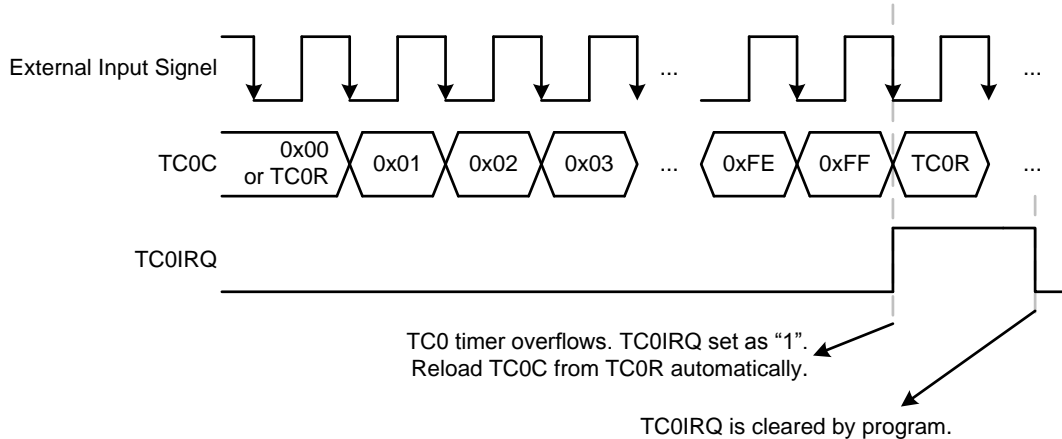 External Input Signel
...
...
TC0C
0x00
or TC0R
0x01
0x02
0x03
...
0xFE
0xFF
TC0R
...
TC0IRQ
TC0 timer overflows. TC0IRQ set as “1”.
Reload TC0C from TC0R automatically.
TC0IRQ is cleared by program.